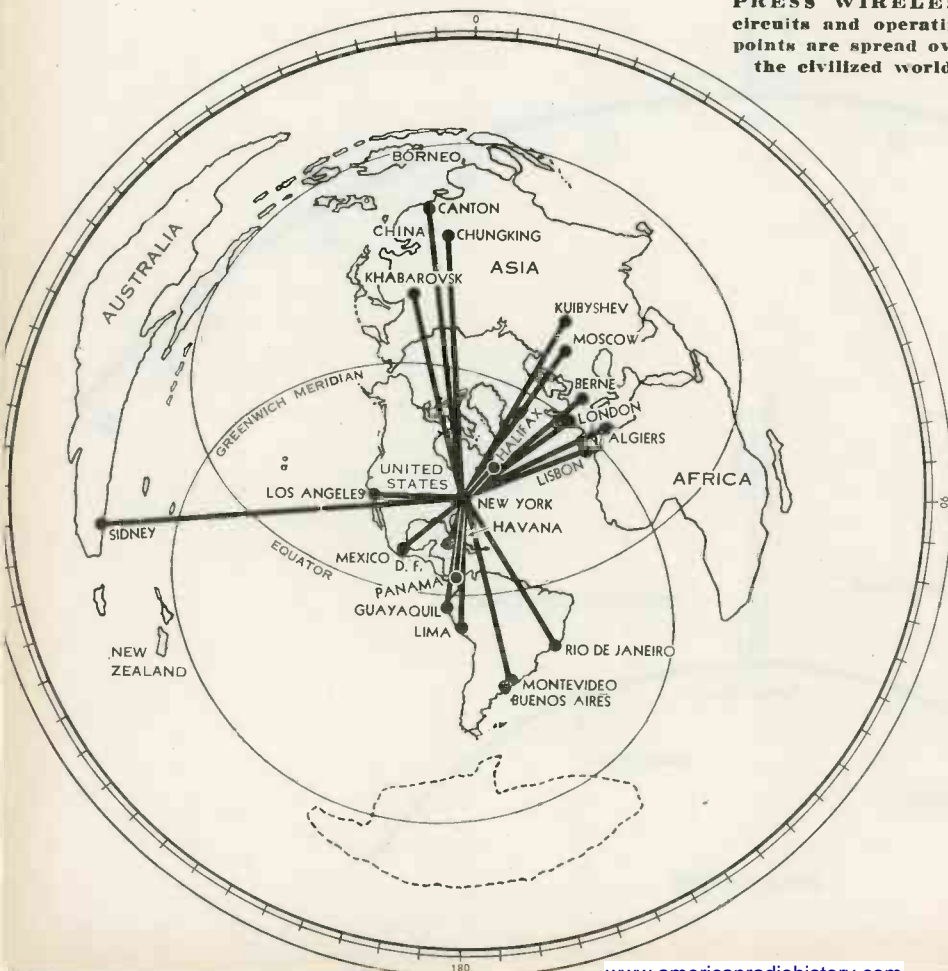 PRESS WIRELE
circuits and operati
points are spread ov
the civilized world
0
BORNEO
CANTON
CHINA
CHUNGKING
ASIA
AUSTRALIA
KHABAROVSK
KUIBYSHEV
MOSCOW
GREENWICH MERIDIAN
BERNE
LONDON
HALIFAX
ALGIERS
UNITED
STATES
LISBON
AFRICA
LOS ANGELES
NEW YORK
90
SIDNEY
HAVANA
EQUATOR
MEXICO
D. F.
PANAMA
GUAYAQUIL
LIMA
NEW
ZEALAND
RIO DE JANEIRO
MONTEVIDEO
BUENOS AIRES
180
www.americanradiohistory.com